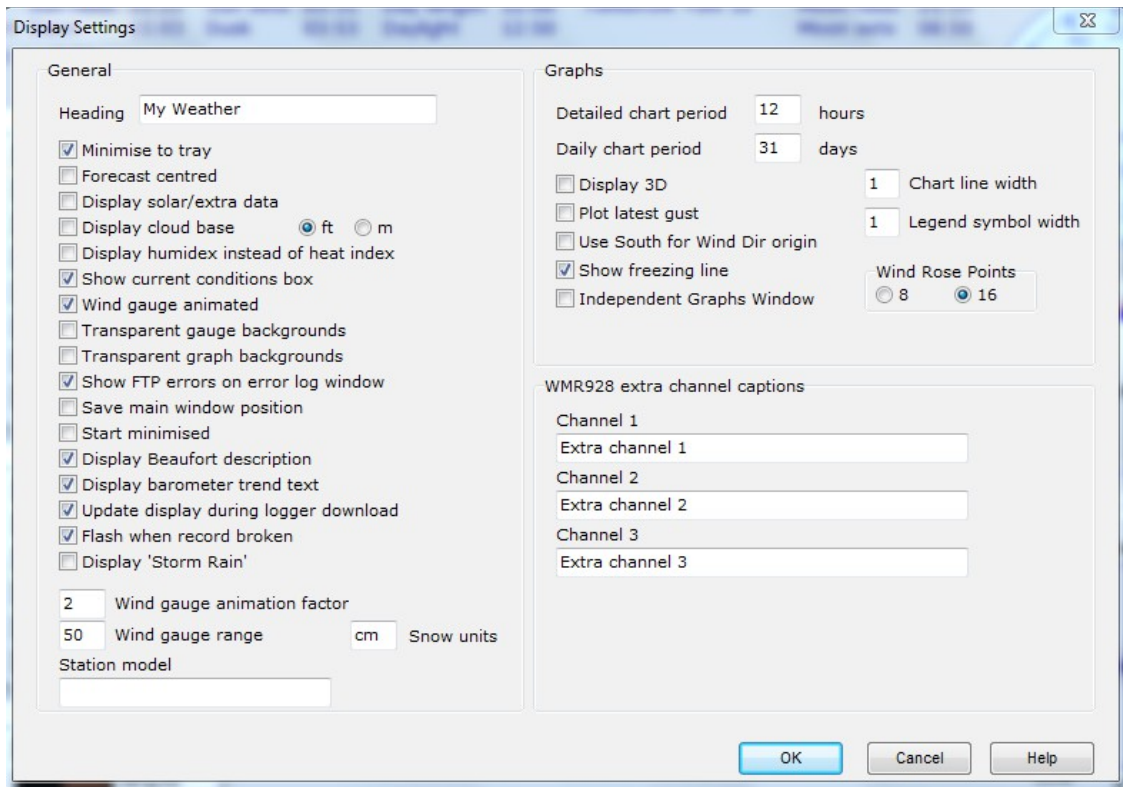 Display Settings
General
Heading My Weather
Minimise to tray
Forecast centred
Display solar/extra data
Display cloud base ft m
Display humidex instead of heat index
Show current conditions box
Wind gauge animated
Transparent gauge backgrounds
Transparent graph backgrounds
Show FTP errors on error log window
Save main window position
Start minimised
Display Beaufort description
Display barometer trend text
Update display during logger download
Flash when record broken
Display 'Storm Rain'
2 Wind gauge animation factor
50 Wind gauge range cm Snow units
Station model
Graphs
Detailed chart period 12 hours
Daily chart period 31 days
Display 3D
Plot latest gust
Use South for Wind Dir origin
Show freezing line
Independent Graphs Window
1 Chart line width
1 Legend symbol width
Wind Rose Points
8 16
WMR928 extra channel captions
Channel 1
Extra channel 1
Channel 2
Extra channel 2
Channel 3
Extra channel 3
OK Cancel Help